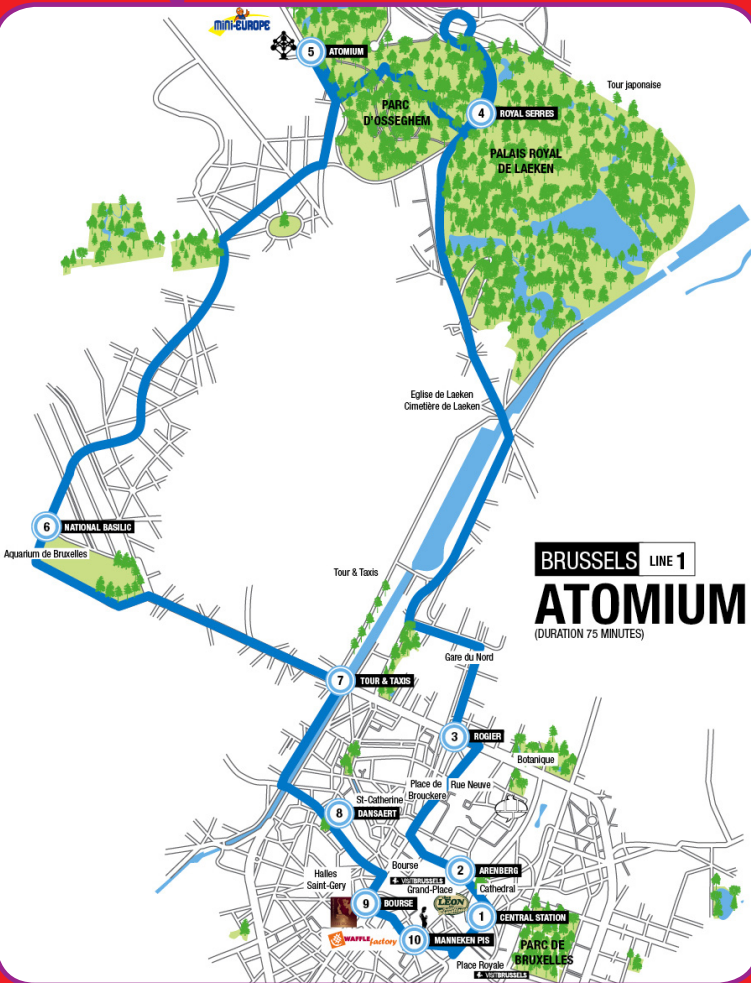 mini-EUROPE
5 ATOMIUM
Tour japonaise
PARC
D'OSSEGHEM
4 ROYAL SERRES
PALAIS ROYAL
DE LAEKEN
Eglise de Laeken
Cimetière de Laeken
6 NATIONAL BASILIC
Aquarium de Bruxelles
BRUSSELS LINE 1
ATOMIUM
(DURATION 75 MINUTES)
Tour & Taxis
Gare du Nord
7 TOUR & TAXIS
3 ROGIER
Botanique
Place de
Brouckere
Rue Neuve
St-Catherine
8 DANSAERT
Bourse
VISITBRUSSELS
2 ARENBERG
Halles
Saint-Gery
Grand-Place
Cathedral
LEON
9 BOURSE
1 CENTRAL STATION
WAFFLE factory
10 MANNEKEN PIS
PARC DE
BRUXELLES
Place Royale
VISITBRUSSELS